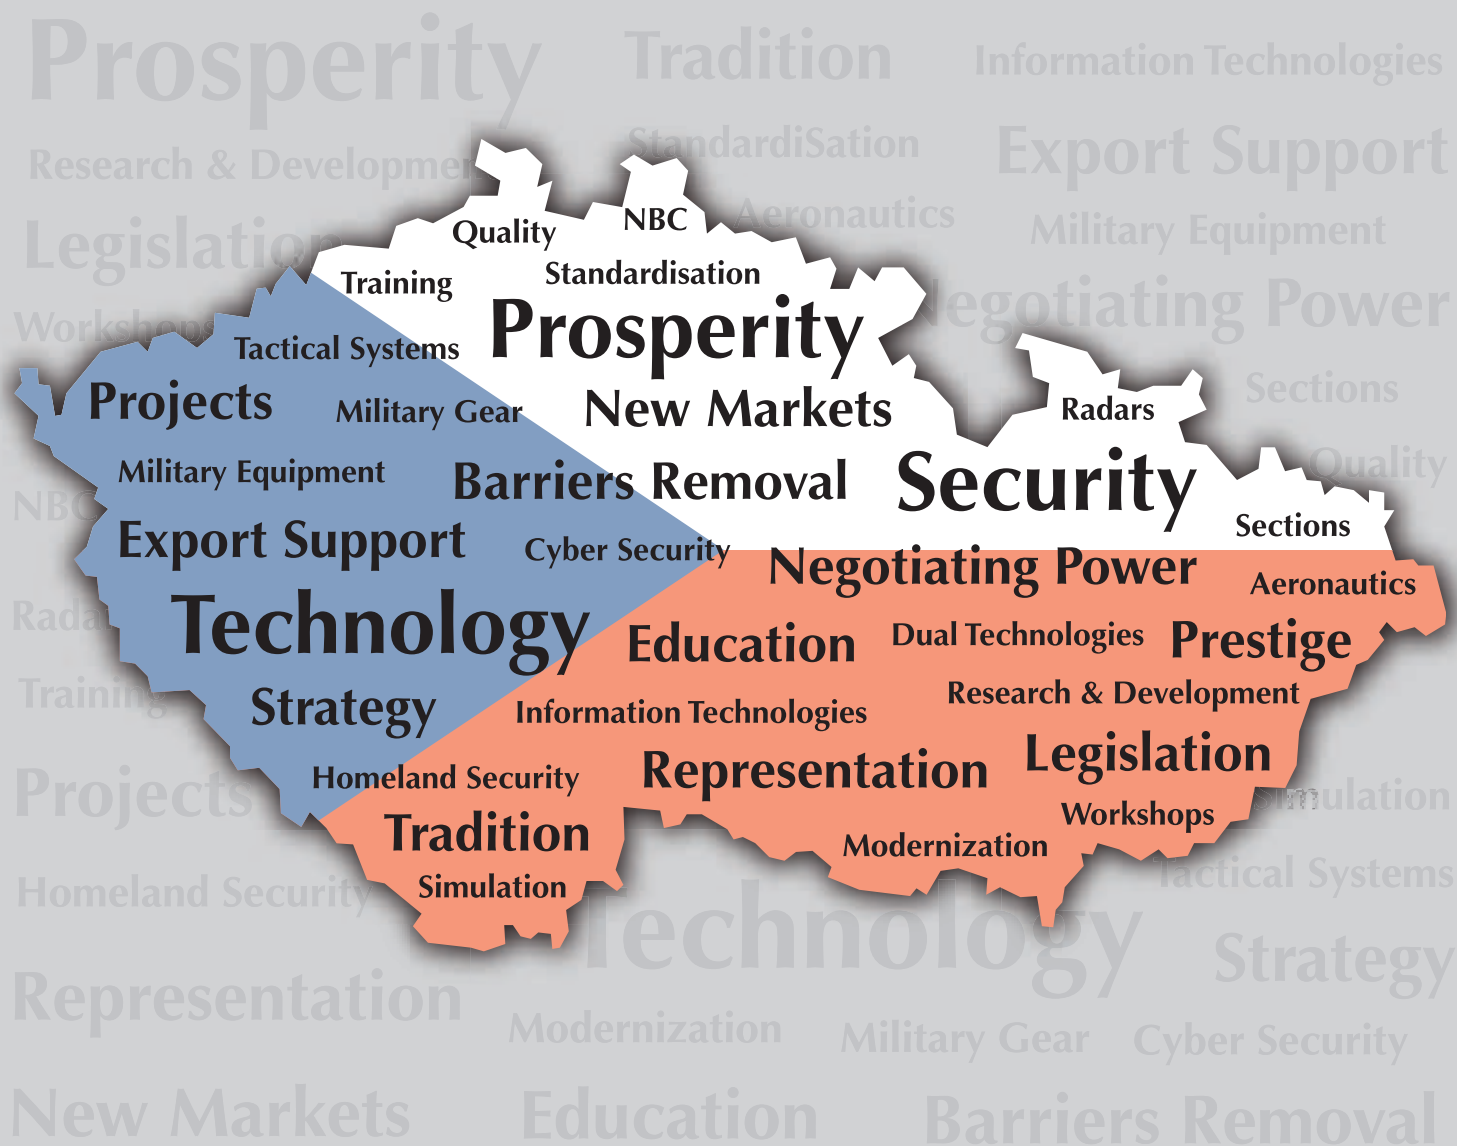 Prosperity
Tradition
Information Technologies
StandardiSation
Export Support
Research & Development
Aeronautics
Military Equipment
Legislation
Negotiating Power
Workshops
Sections
Quality
NBC
Radar
Training
Projects
Simulation
Homeland Security
Tactical Systems
Technology
Strategy
Representation
Modernization
Military Gear
Cyber Security
New Markets
Education
Barriers Removal
Quality
NBC
Training
Standardisation
Prosperity
Tactical Systems
Projects
Military Gear
New Markets
Radars
Military Equipment
Barriers Removal
Security
Export Support
Cyber Security
Sections
Negotiating Power
Aeronautics
Technology
Education
Dual Technologies
Prestige
Strategy
Information Technologies
Research & Development
Homeland Security
Representation
Legislation
Tradition
Workshops
Modernization
Simulation